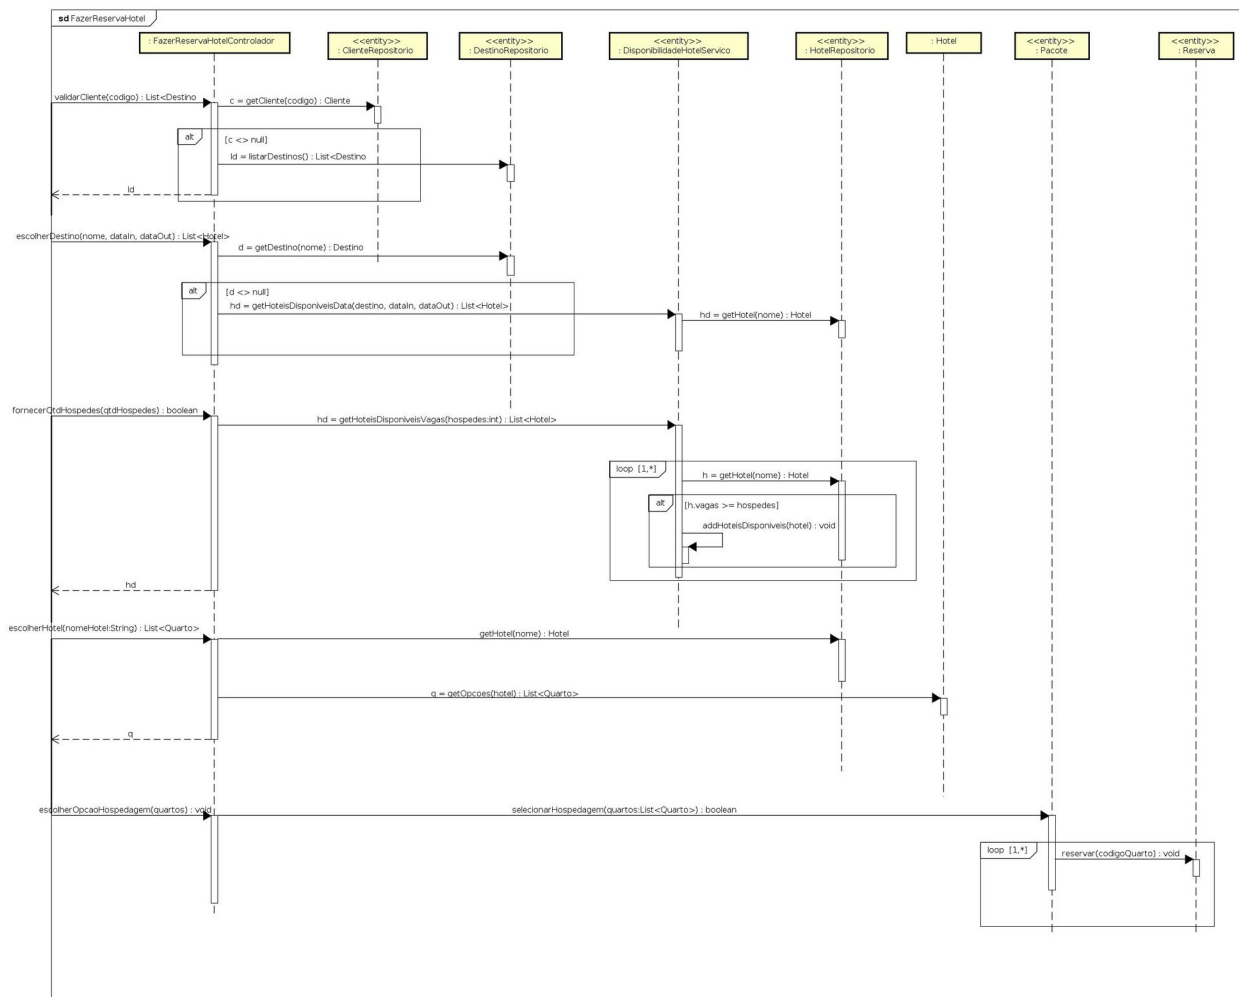 sd FazerReservaHotel
: FazerReservaHotelControlador
<<entity>>
: ClienteRepositorio
<<entity>>
: DestinoRepositorio
<<entity>>
: DisponibilidadeHotelServico
<<entity>>
: HotelRepositorio
: Hotel
<<entity>>
: Pacote
<<entity>>
: Reserva
validarCliente(codigo) : List<Destino
c = getCliente(codigo) : Cliente
alt
[c <> null]
ld = listarDestinos() : List<Destino
ld
escolherDestino(nome, dataIn, dataOut) : List<Hotel>
d = getDestino(nome) : Destino
alt
[d <> null]
hd = getHoteisDisponiveisData(destino, dataIn, dataOut) : List<Hotel>
hd = getHotel(nome) : Hotel
fornecerQtdHospedes(qtdHospedes) : boolean
hd = getHoteisDisponiveisVagas(hospedes:int) : List<Hotel>
loop [1,*]
h = getHotel(nome) : Hotel
alt
[h.vagas >= hospedes]
addHoteisDisponiveis(hotel) : void
hd
escolherHotel(nomeHotel:String) : List<Quarto>
getHotel(nome) : Hotel
q = getOpcoes(hotel) : List<Quarto>
q
escolherOpcaoHospedagem(quartos) : void
selecionarHospedagem(quartos:List<Quarto>) : boolean
loop [1,*]
reservar(codigoQuarto) : void